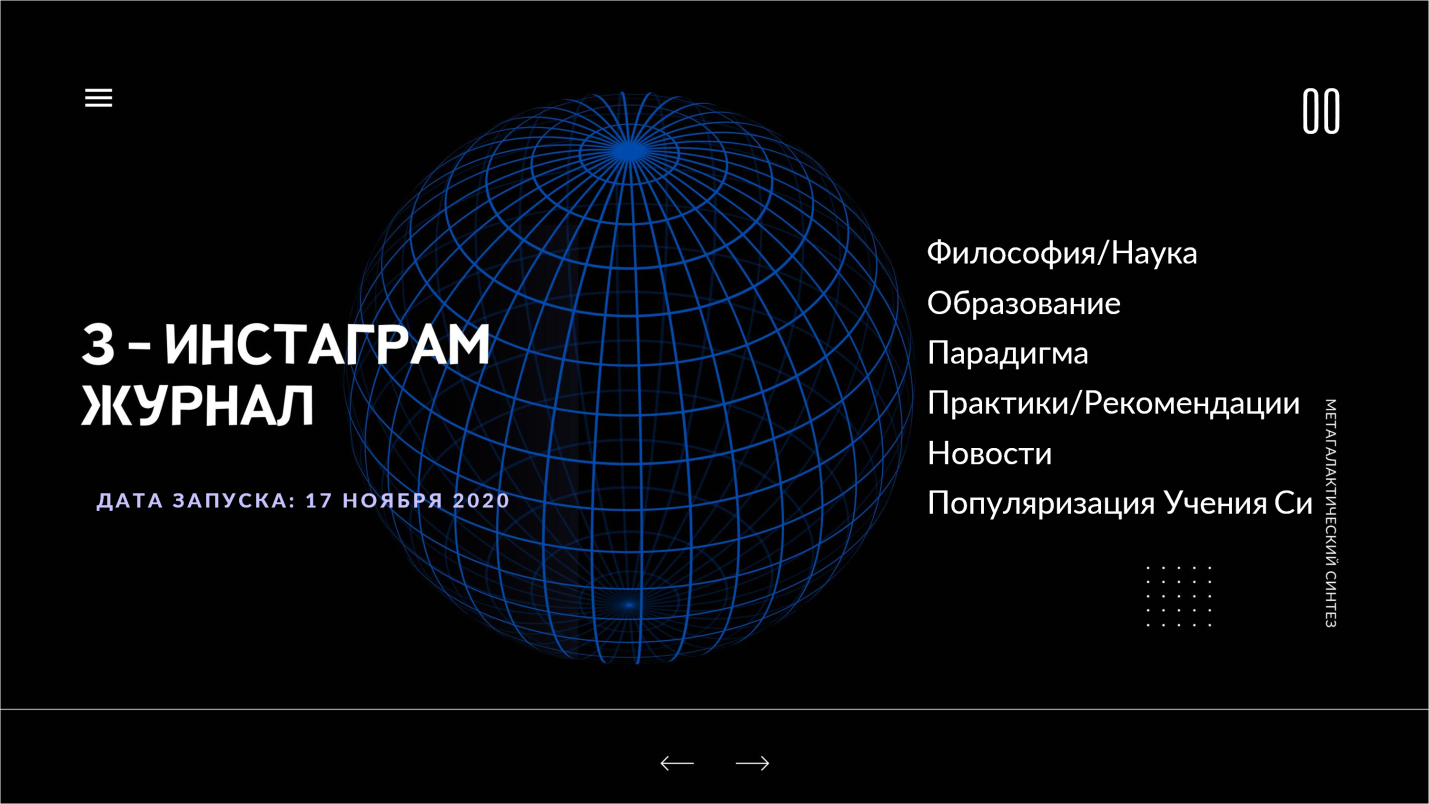 00
З – ИНСТАГРАМ
ЖУРНАЛ
ДАТА ЗАПУСКА: 17 НОЯБРЯ 2020
Философия/Наука
Образование
Парадигма
Практики/Рекомендации
Новости
Популяризация Учения Си
МЕТАГАЛАКТИЧЕСКИЙ СИНТЕЗ